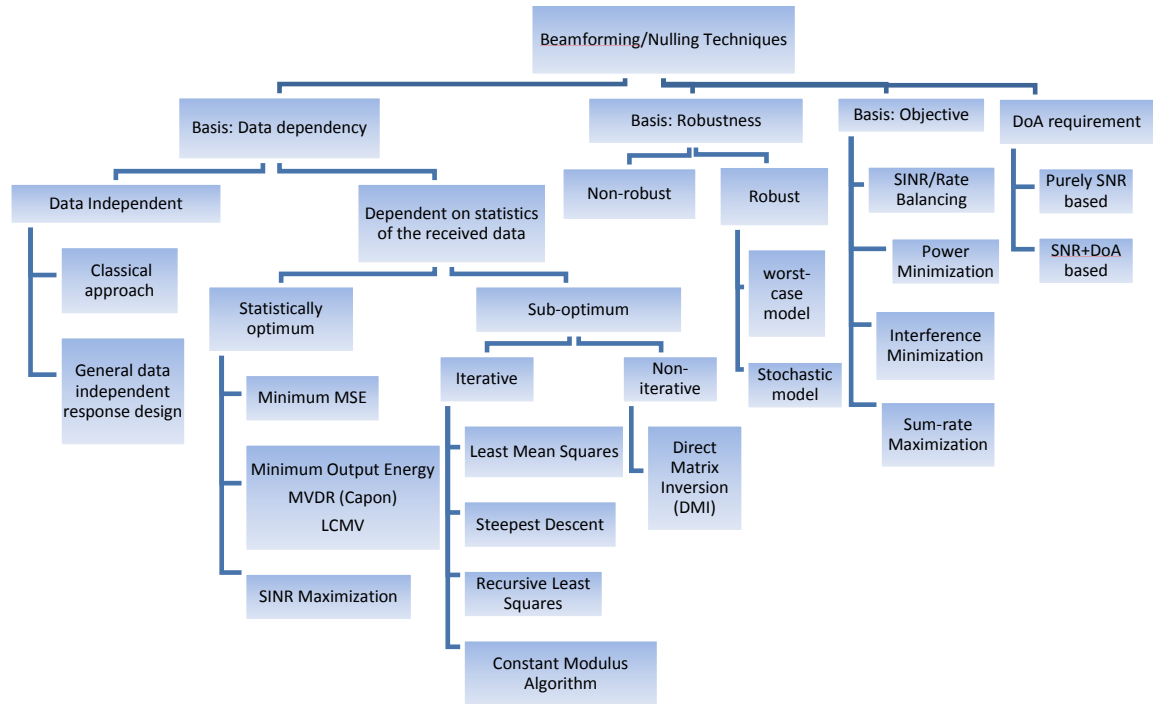 Beamforming/Nulling Techniques
Basis: Data dependency
Basis: Robustness
Basis: Objective
DoA requirement
Data Independent
Dependent on statistics
of the received data
Non-robust
Robust
SINR/Rate
Balancing
Purely SNR
based
Classical
approach
Power
Minimization
SNR+DoA
based
Statistically
optimum
Sub-optimum
worst-
case
model
General data
independent
response design
Iterative
Non-
iterative
Stochastic
model
Interference
Minimization
Minimum MSE
Least Mean Squares
Direct
Matrix
Inversion
(DMI)
Sum-rate
Maximization
Minimum Output Energy
MVDR (Capon)
LCMV
Steepest Descent
SINR Maximization
Recursive Least
Squares
Constant Modulus
Algorithm